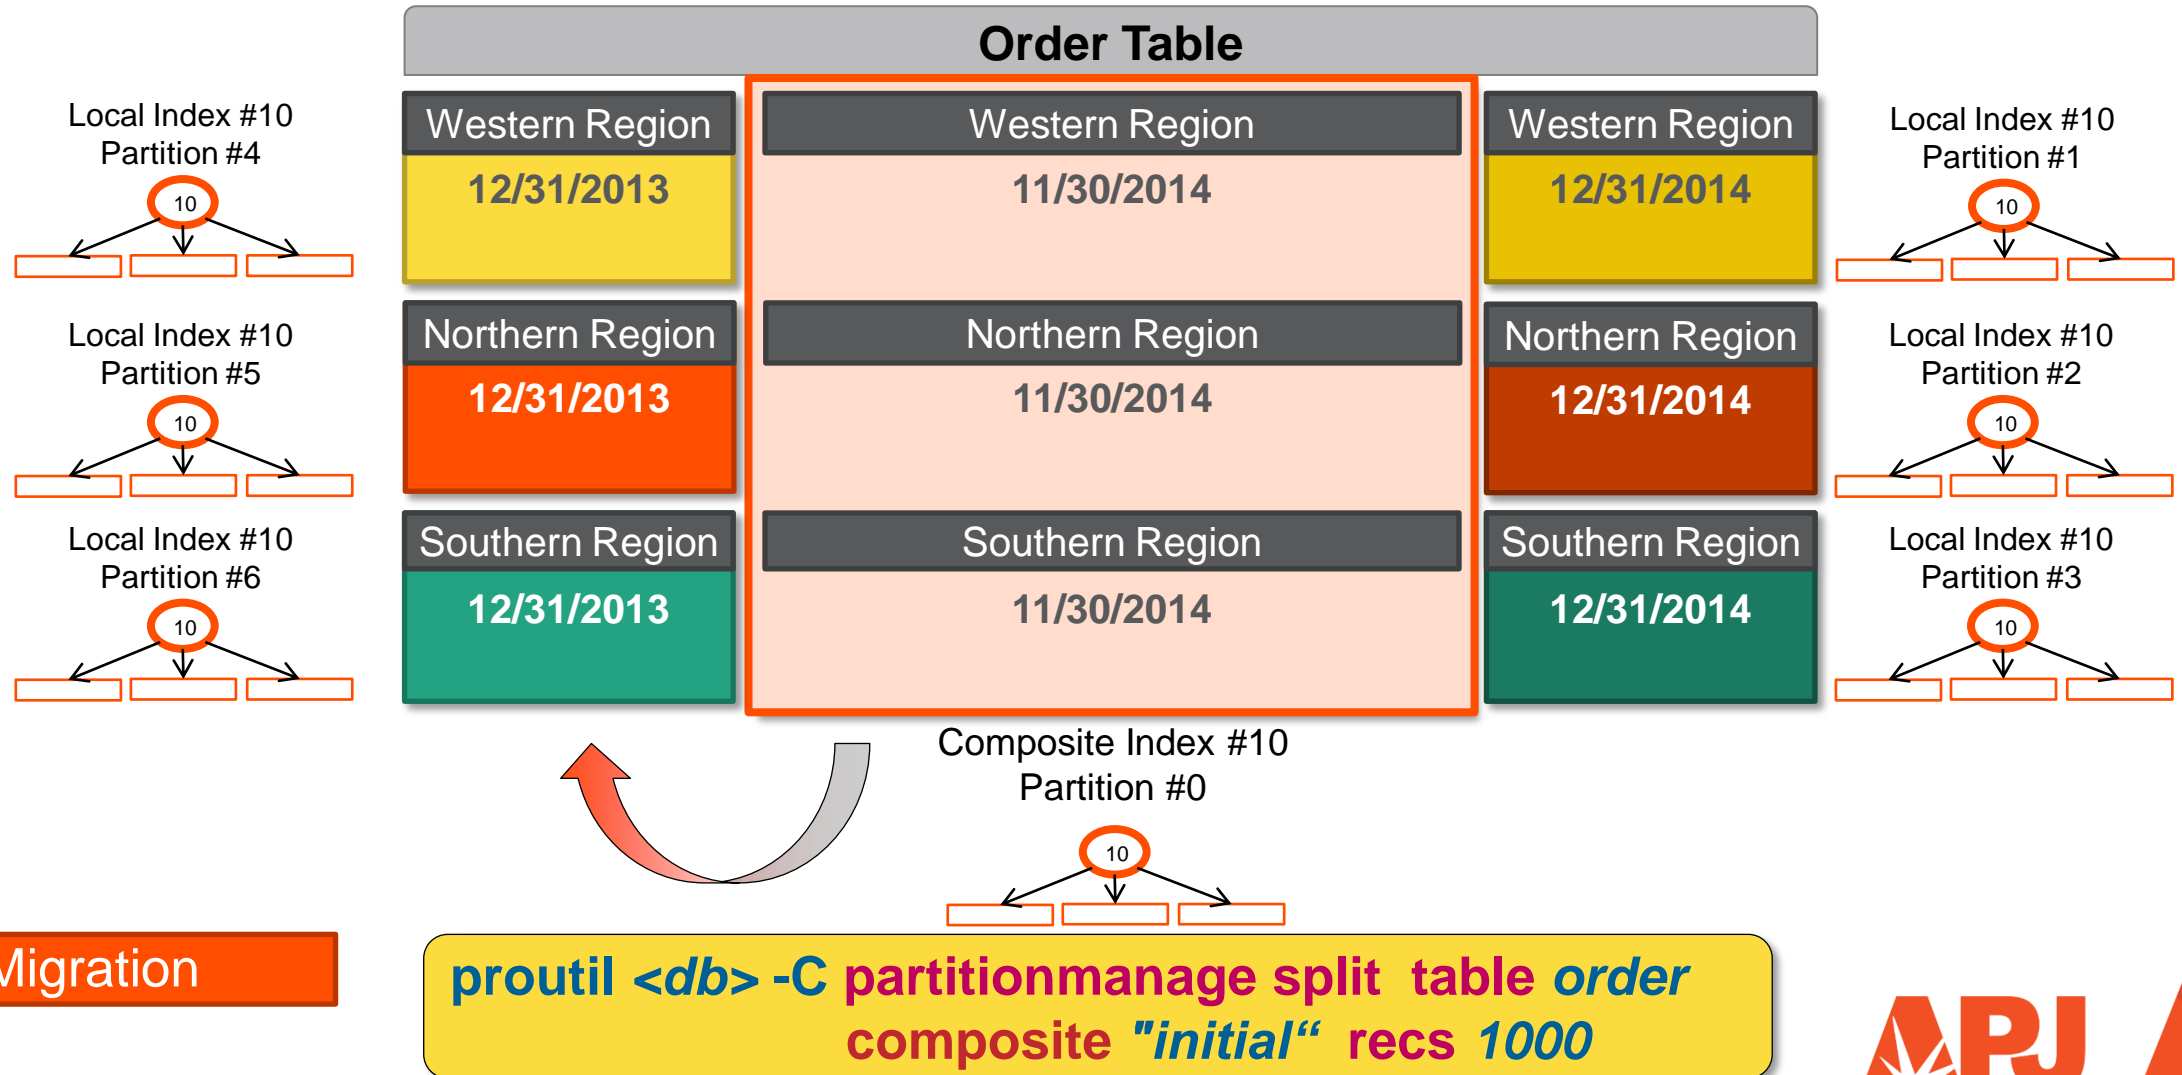 Order Table
Local Index #10
Partition #4
10
Western Region
12/31/2013
Western Region
11/30/2014
Western Region
12/31/2014
Local Index #10
Partition #1
10
Local Index #10
Partition #5
10
Northern Region
12/31/2013
Northern Region
11/30/2014
Northern Region
12/31/2014
Local Index #10
Partition #2
10
Local Index #10
Partition #6
10
Southern Region
12/31/2013
Southern Region
11/30/2014
Southern Region
12/31/2014
Local Index #10
Partition #3
10
Composite Index #10
Partition #0
10
Migration
proutil <db> -C partitionmanage split table order
composite "initial“ recs 1000
APJ